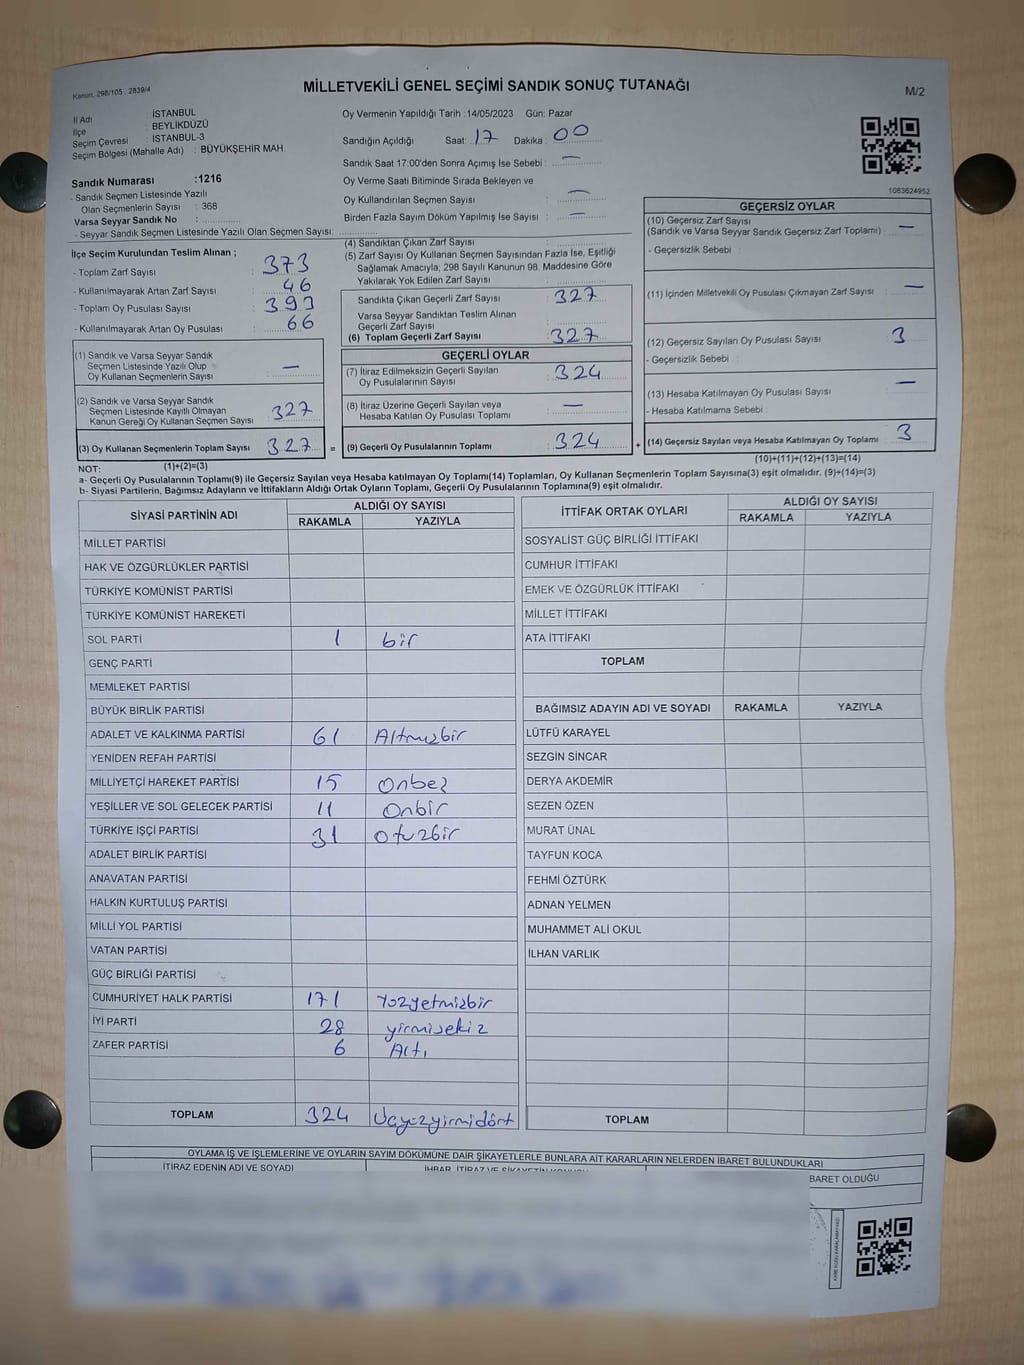 Kanun, 298/105 . 2839/4
MİLLETVEKİLİ GENEL SEÇİMİ SANDIK SONUÇ TUTANAĞI
M/2
İl Adı : İSTANBUL
İlçe : BEYLİKDÜZÜ
Seçim Çevresi : İSTANBUL-3
Seçim Bölgesi (Mahalle Adı) : BÜYÜKŞEHİR MAH.
Sandık Numarası :1216
- Sandık Seçmen Listesinde Yazılı
Olan Seçmenlerin Sayısı : 368
Varsa Seyyar Sandık No :
- Seyyar Sandık Seçmen Listesinde Yazılı Olan Seçmen Sayısı:
Oy Vermenin Yapıldığı Tarih :14/05/2023 Gün: Pazar
Sandığın Açıldığı Saat: 17 Dakika : 00
Sandık Saat 17:00'den Sonra Açımış İse Sebebi : —
Oy Verme Saati Bitiminde Sırada Bekleyen ve
Oy Kullandırılan Seçmen Sayısı : —
Birden Fazla Sayım Döküm Yapılmış İse Sayısı : —
1083624952
İlçe Seçim Kurulundan Teslim Alınan ;
- Toplam Zarf Sayısı : 373
- Kullanılmayarak Artan Zarf Sayısı : 46
- Toplam Oy Pusulası Sayısı : 393
- Kullanılmayarak Artan Oy Pusulası : 66
(4) Sandıktan Çıkan Zarf Sayısı :
(5) Zarf Sayısı Oy Kullanan Seçmen Sayısından Fazla İse, Eşitliği
Sağlamak Amacıyla, 298 Sayılı Kanunun 98. Maddesine Göre
Yakılarak Yok Edilen Zarf Sayısı :
Sandıkta Çıkan Geçerli Zarf Sayısı : 327
Varsa Seyyar Sandıktan Teslim Alınan
Geçerli Zarf Sayısı :
(6) Toplam Geçerli Zarf Sayısı : 327
GEÇERSİZ OYLAR
(10) Geçersiz Zarf Sayısı
(Sandık ve Varsa Seyyar Sandık Geçersiz Zarf Toplamı) : —
- Geçersizlik Sebebi :
(11) İçinden Milletvekili Oy Pusulası Çıkmayan Zarf Sayısı : —
(12) Geçersiz Sayılan Oy Pusulası Sayısı : 3
- Geçersizlik Sebebi :
(13) Hesaba Katılmayan Oy Pusulası Sayısı : —
- Hesaba Katılmama Sebebi :
(14) Geçersiz Sayılan veya Hesaba Katılmayan Oy Toplamı : 3
(10)+(11)+(12)+(13)=(14)
(1) Sandık ve Varsa Seyyar Sandık
Seçmen Listesinde Yazılı Olup
Oy Kullanan Seçmenlerin Sayısı : —
(2) Sandık ve Varsa Seyyar Sandık
Seçmen Listesinde Kayıtlı Olmayan
Kanun Gereği Oy Kullanan Seçmen Sayısı : 327
(3) Oy Kullanan Seçmenlerin Toplam Sayısı : 327 =
(1)+(2)=(3)
GEÇERLİ OYLAR
(7) İtiraz Edilmeksizin Geçerli Sayılan
Oy Pusulalarının Sayısı : 324
(8) İtiraz Üzerine Geçerli Sayılan veya
Hesaba Katılan Oy Pusulası Toplamı : —
(9) Geçerli Oy Pusulalarının Toplamı : 324 +
NOT:
a- Geçerli Oy Pusulalarının Toplamı(9) ile Geçersiz Sayılan veya Hesaba katılmayan Oy Toplamı(14) Toplamları, Oy Kullanan Seçmenlerin Toplam Sayısına(3) eşit olmalıdır. (9)+(14)=(3)
b- Siyasi Partilerin, Bağımsız Adayların ve İttifakların Aldığı Ortak Oyların Toplamı, Geçerli Oy Pusulalarının Toplamına(9) eşit olmalıdır.
SİYASİ PARTİNİN ADI ALDIĞI OY SAYISI
RAKAMLA YAZIYLA
MİLLET PARTİSİ
HAK VE ÖZGÜRLÜKLER PARTİSİ
TÜRKİYE KOMÜNİST PARTİSİ
TÜRKİYE KOMÜNİST HAREKETİ
SOL PARTİ 1 bir
GENÇ PARTİ
MEMLEKET PARTİSİ
BÜYÜK BİRLİK PARTİSİ
ADALET VE KALKINMA PARTİSİ 61 Altmışbir
YENİDEN REFAH PARTİSİ
MİLLİYETÇİ HAREKET PARTİSİ 15 Onbeş
YEŞİLLER VE SOL GELECEK PARTİSİ 11 Onbir
TÜRKİYE İŞÇİ PARTİSİ 31 Otuzbir
ADALET BİRLİK PARTİSİ
ANAVATAN PARTİSİ
HALKIN KURTULUŞ PARTİSİ
MİLLİ YOL PARTİSİ
VATAN PARTİSİ
GÜÇ BİRLİĞİ PARTİSİ
CUMHURİYET HALK PARTİSİ 171 Yüzyetmişbir
İYİ PARTİ 28 yirmisekiz
ZAFER PARTİSİ 6 Altı
TOPLAM 324 Üçyüzyirmidört
İTTİFAK ORTAK OYLARI ALDIĞI OY SAYISI
RAKAMLA YAZIYLA
SOSYALİST GÜÇ BİRLİĞİ İTTİFAKI
CUMHUR İTTİFAKI
EMEK VE ÖZGÜRLÜK İTTİFAKI
MİLLET İTTİFAKI
ATA İTTİFAKI
TOPLAM
BAĞIMSIZ ADAYIN ADI VE SOYADI RAKAMLA YAZIYLA
LÜTFÜ KARAYEL
SEZGİN SİNCAR
DERYA AKDEMİR
SEZEN ÖZEN
MURAT ÜNAL
TAYFUN KOCA
FEHMİ ÖZTÜRK
ADNAN YELMEN
MUHAMMET ALİ OKUL
İLHAN VARLIK
TOPLAM
OYLAMA İŞ VE İŞLEMLERİNE VE OYLARIN SAYIM DÖKÜMÜNE DAİR ŞİKAYETLERLE BUNLARA AİT KARARLARIN NELERDEN İBARET BULUNDUKLARI
İTİRAZ EDENİN ADI VE SOYADI
BARET OLDUĞU